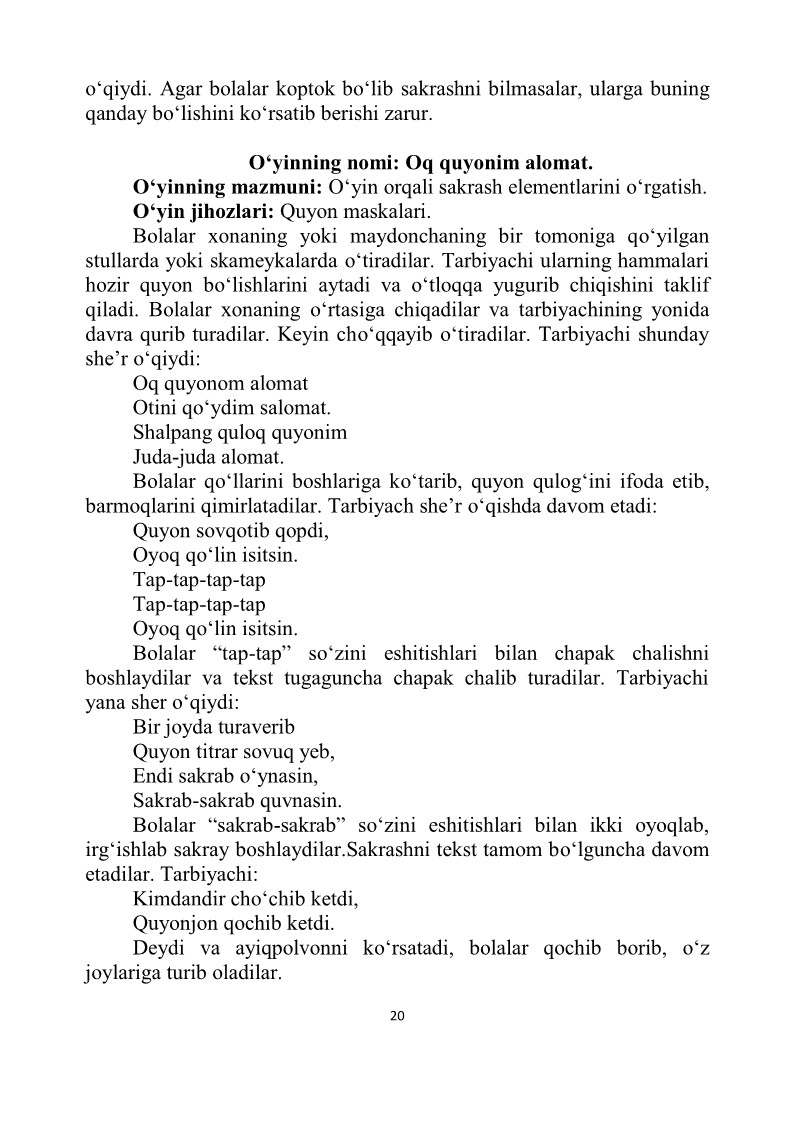 o‘qiydi. Agar bolalar koptok bo‘lib sakrashni bilmasalar, ularga buning
qanday bo‘lishini ko‘rsatib berishi zarur.
O‘yinning nomi: Oq quyonim alomat.
O‘yinning mazmuni: O‘yin orqali sakrash elementlarini o‘rgatish.
O‘yin jihozlari: Quyon maskalari.
Bolalar xonaning yoki maydonchaning bir tomoniga qo‘yilgan
stullarda yoki skameykalarda o‘tiradilar. Tarbiyachi ularning hammalari
hozir quyon bo‘lishlarini aytadi va o‘tloqqa yugurib chiqishini taklif
qiladi. Bolalar xonaning o‘rtasiga chiqadilar va tarbiyachining yonida
davra qurib turadilar. Keyin cho‘qqayib o‘tiradilar. Tarbiyachi shunday
she’r o‘qiydi:
Oq quyonom alomat
Otini qo‘ydim salomat.
Shalpang quloq quyonim
Juda-juda alomat.
Bolalar qo‘llarini boshlariga ko‘tarib, quyon qulog‘ini ifoda etib,
barmoqlarini qimirlatadilar. Tarbiyach she’r o‘qishda davom etadi:
Quyon sovqotib qopdi,
Oyoq qo‘lin isitsin.
Tap-tap-tap-tap
Tap-tap-tap-tap
Oyoq qo‘lin isitsin.
Bolalar “tap-tap” so‘zini eshitishlari bilan chapak chalishni
boshlaydilar va tekst tugaguncha chapak chalib turadilar. Tarbiyachi
yana sher o‘qiydi:
Bir joyda turaverib
Quyon titrar sovuq yeb,
Endi sakrab o‘ynasin,
Sakrab-sakrab quvnasin.
Bolalar “sakrab-sakrab” so‘zini eshitishlari bilan ikki oyoqlab,
irg‘ishlab sakray boshlaydilar.Sakrashni tekst tamom bo‘lguncha davom
etadilar. Tarbiyachi:
Kimdandir cho‘chib ketdi,
Quyonjon qochib ketdi.
Deydi va ayiqpolvonni ko‘rsatadi, bolalar qochib borib, o‘z
joylariga turib oladilar.
20